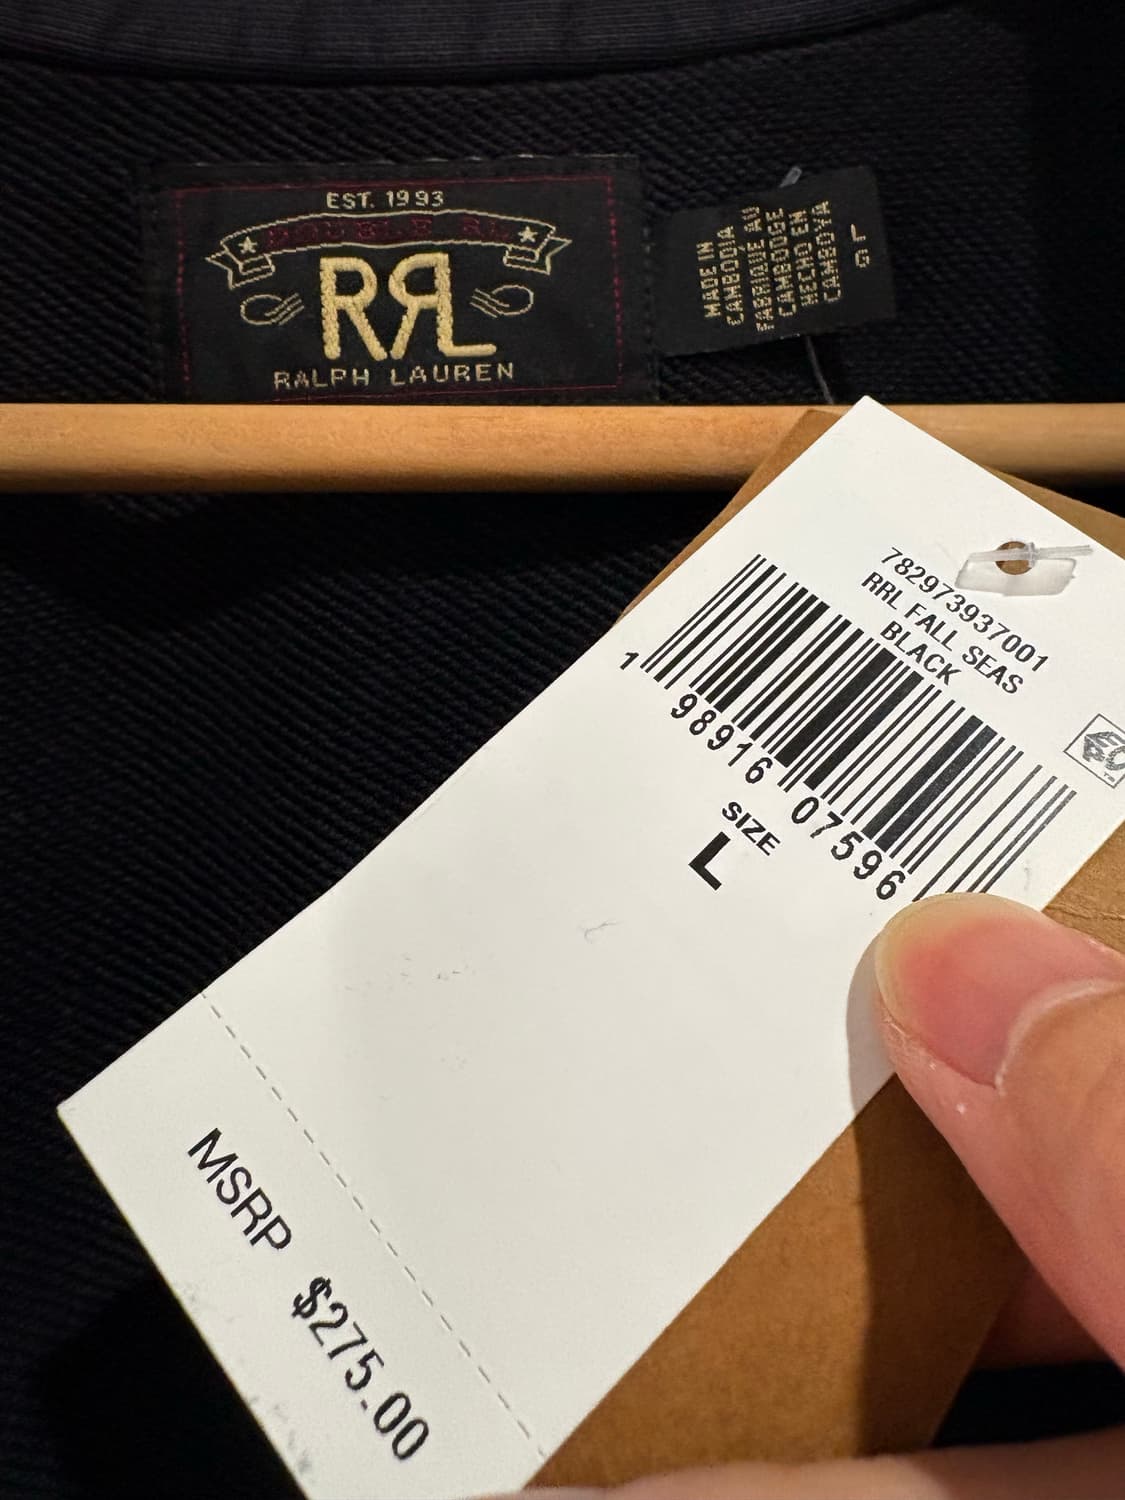 EST. 1993
DOUBLE RL
RRL
RALPH LAUREN
MADE IN
CAMBODIA
FABRIQUÉ AU
CAMBODGE
HECHO EN
CAMBOYA
G L
782973937001
RRL FALL SEAS
BLACK
1 98916 07596
SIZE
L
MSRP $275.00